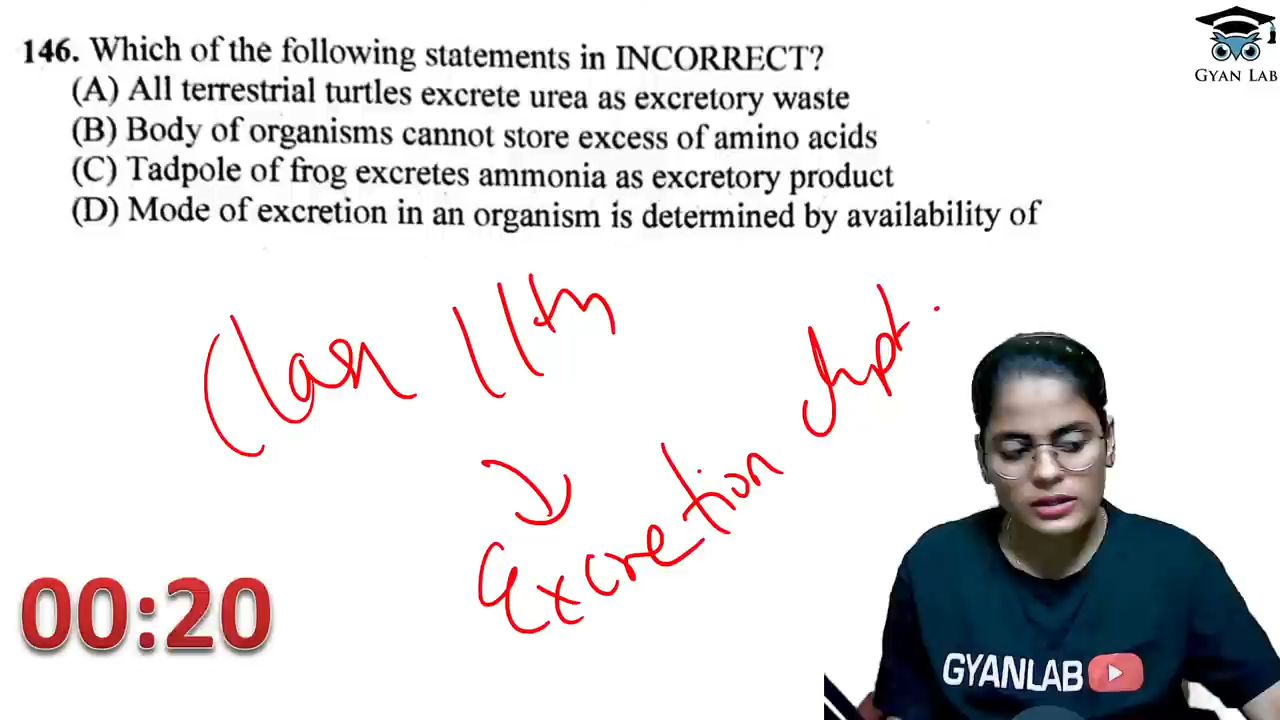 146. Which of the following statements in INCORRECT?
(A) All terrestrial turtles excrete urea as excretory waste
(B) Body of organisms cannot store excess of amino acids
(C) Tadpole of frog excretes ammonia as excretory product
(D) Mode of excretion in an organism is determined by availability of
GYAN LAB
Class 11th
Excretion chpt.
00:20
GYANLAB